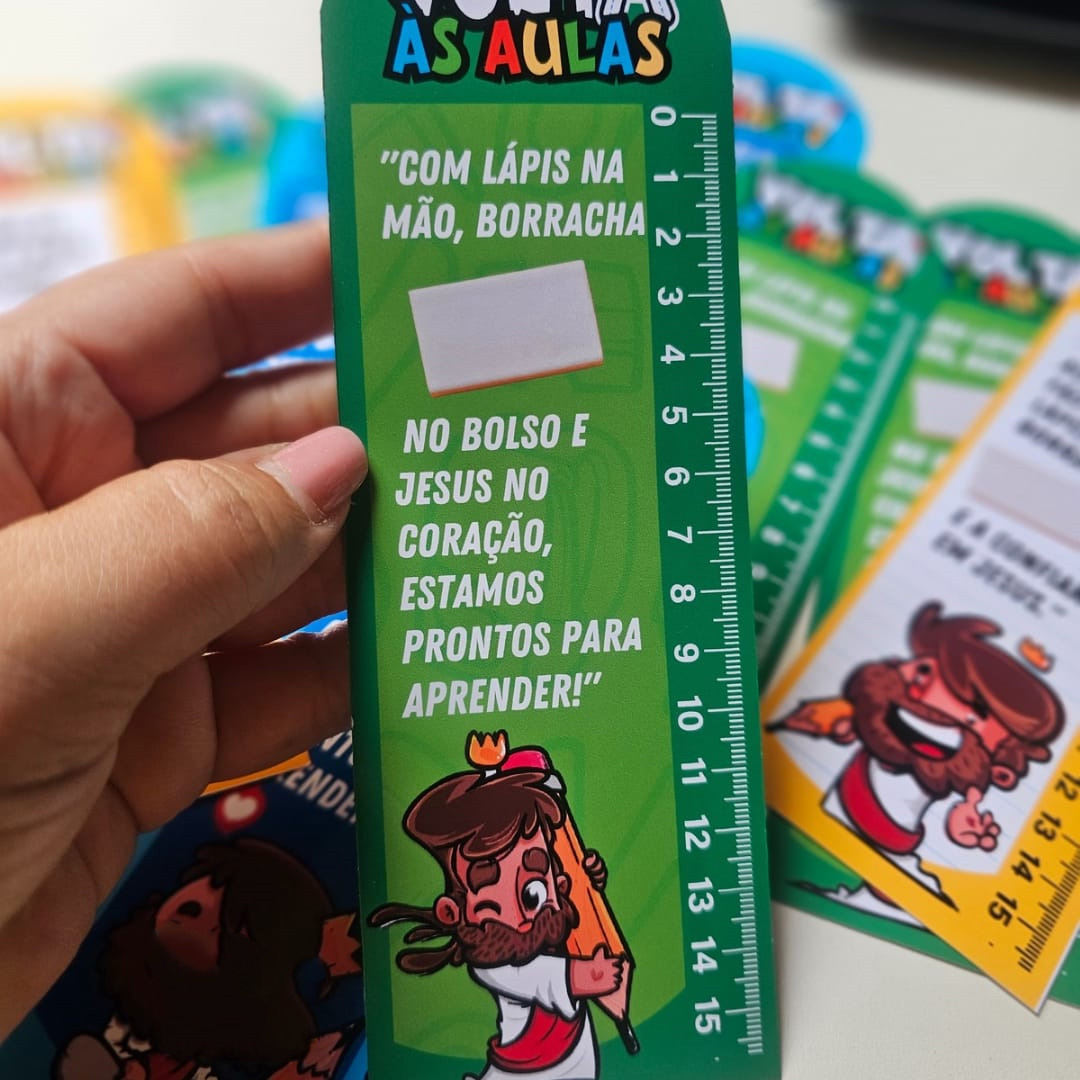 VOLTA
ÀS AULAS
"COM LÁPIS NA
MÃO, BORRACHA
NO BOLSO E
JESUS NO
CORAÇÃO,
ESTAMOS
PRONTOS PARA
APRENDER!"
0
1
2
3
4
5
6
7
8
9
10
11
12
13
14
15
E A CONFIAR
EM JESUS."
12
13
14
15